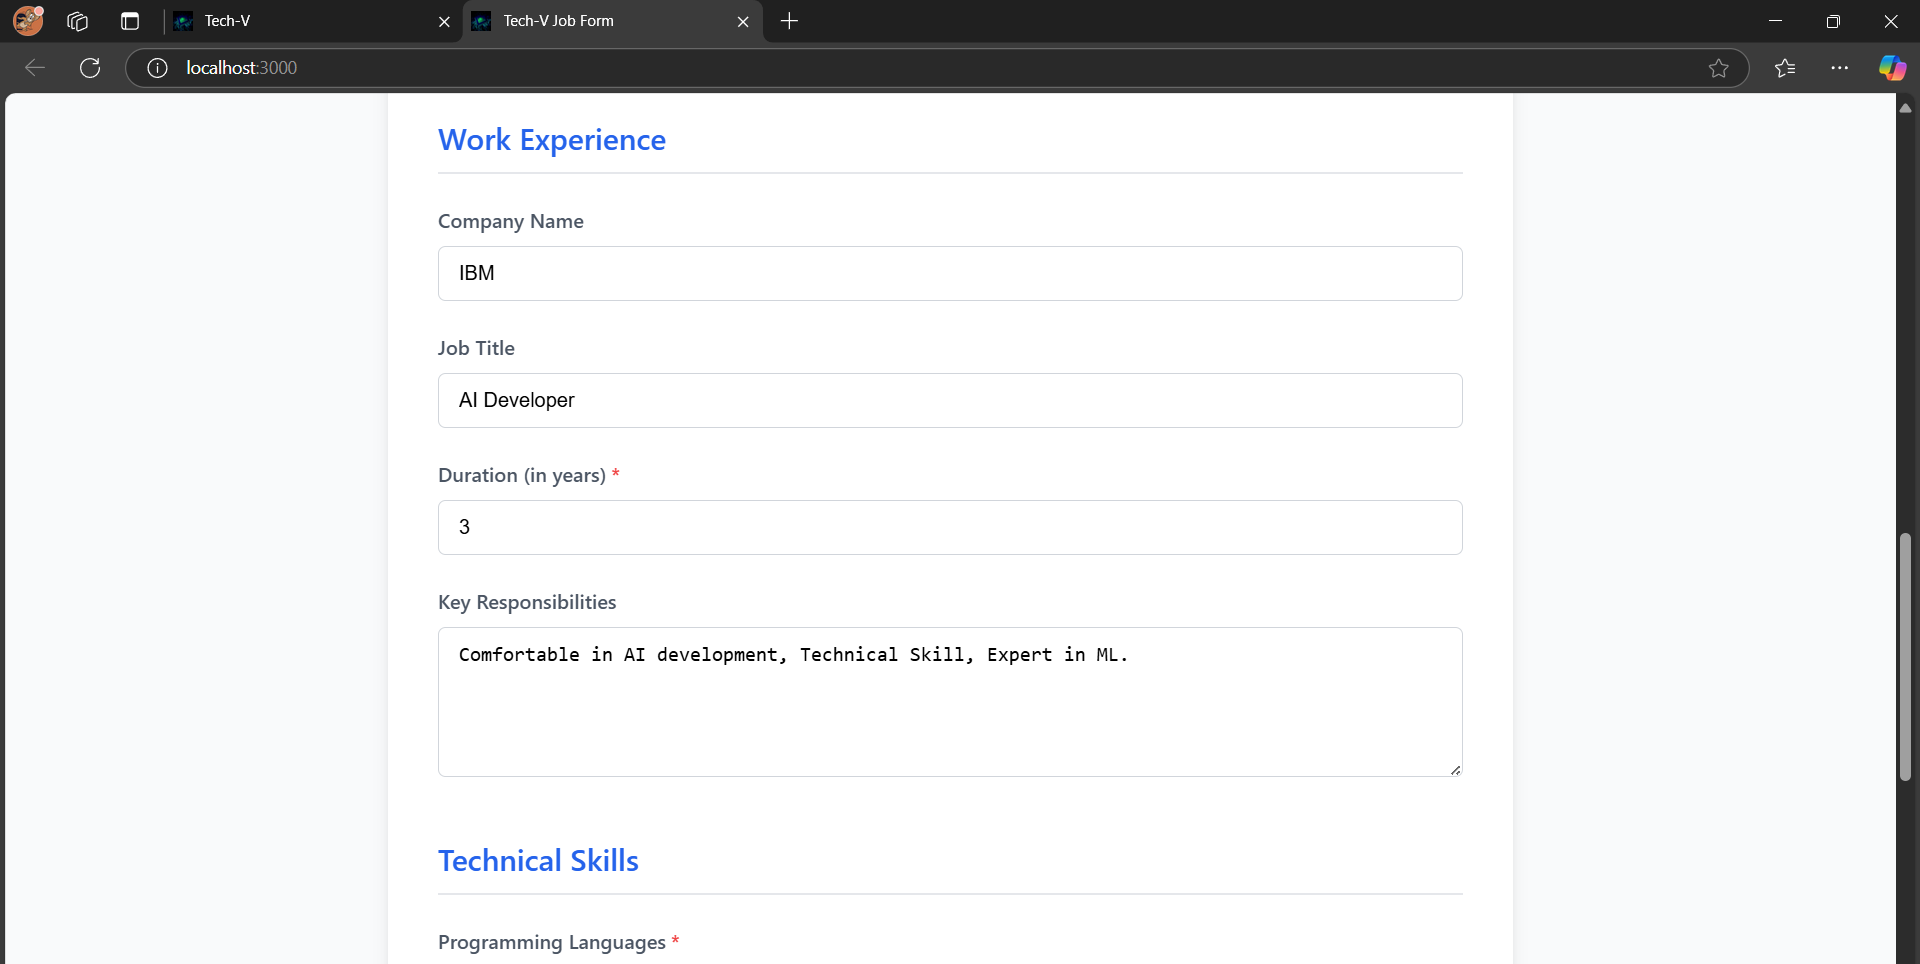 Tech-V
Tech-V Job Form
localhost:3000
Work Experience
Company Name
IBM
Job Title
AI Developer
Duration (in years) *
3
Key Responsibilities
Comfortable in AI development, Technical Skill, Expert in ML.
Technical Skills
Programming Languages *